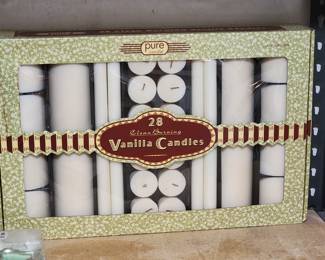 pure
28
Clean Burning
Vanilla Candles